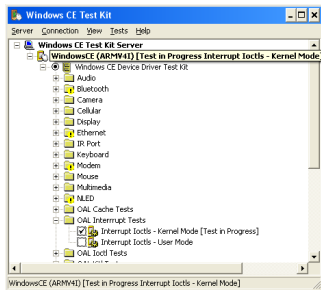 Windows CE Test Kit
Server Connection View Tests Help
Windows CE Test Kit Server
WindowsCE (ARMV4I) [Test in Progress Interrupt Ioctls - Kernel Mode]
Windows CE Device Driver Test Kit
Audio
Bluetooth
Camera
Cellular
Display
Ethernet
IR Port
Keyboard
Modem
Mouse
Multimedia
NLED
OAL Cache Tests
OAL Interrrupt Tests
Interrupt Ioctls - Kernel Mode [Test in Progress]
Interrupt Ioctls - User Mode
OAL Ioctl Tests
WindowsCE (ARMV4I) [Test in Progress Interrupt Ioctls - Kernel Mode]